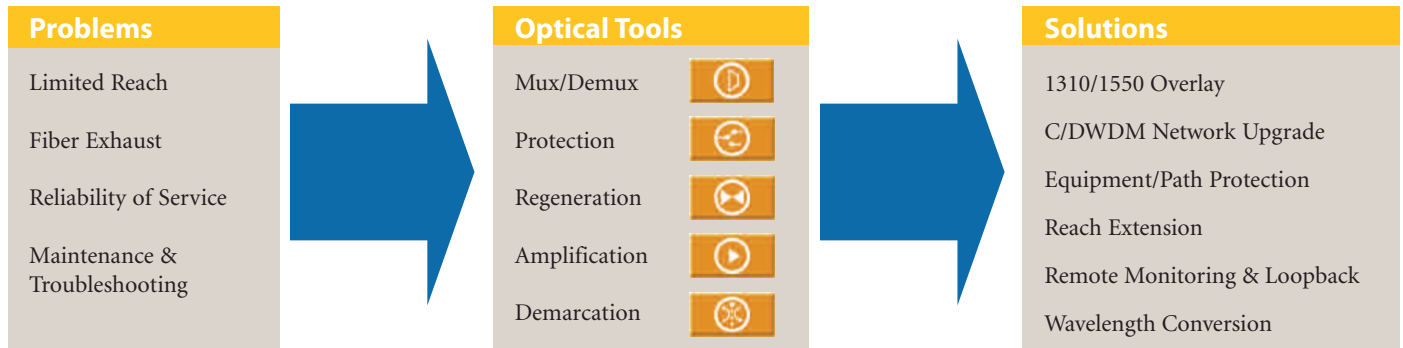 Problems
Limited Reach
Fiber Exhaust
Reliability of Service
Maintenance &
Troubleshooting
Optical Tools
Mux/Demux
Protection
Regeneration
Amplification
Demarcation
Solutions
1310/1550 Overlay
C/DWDM Network Upgrade
Equipment/Path Protection
Reach Extension
Remote Monitoring & Loopback
Wavelength Conversion